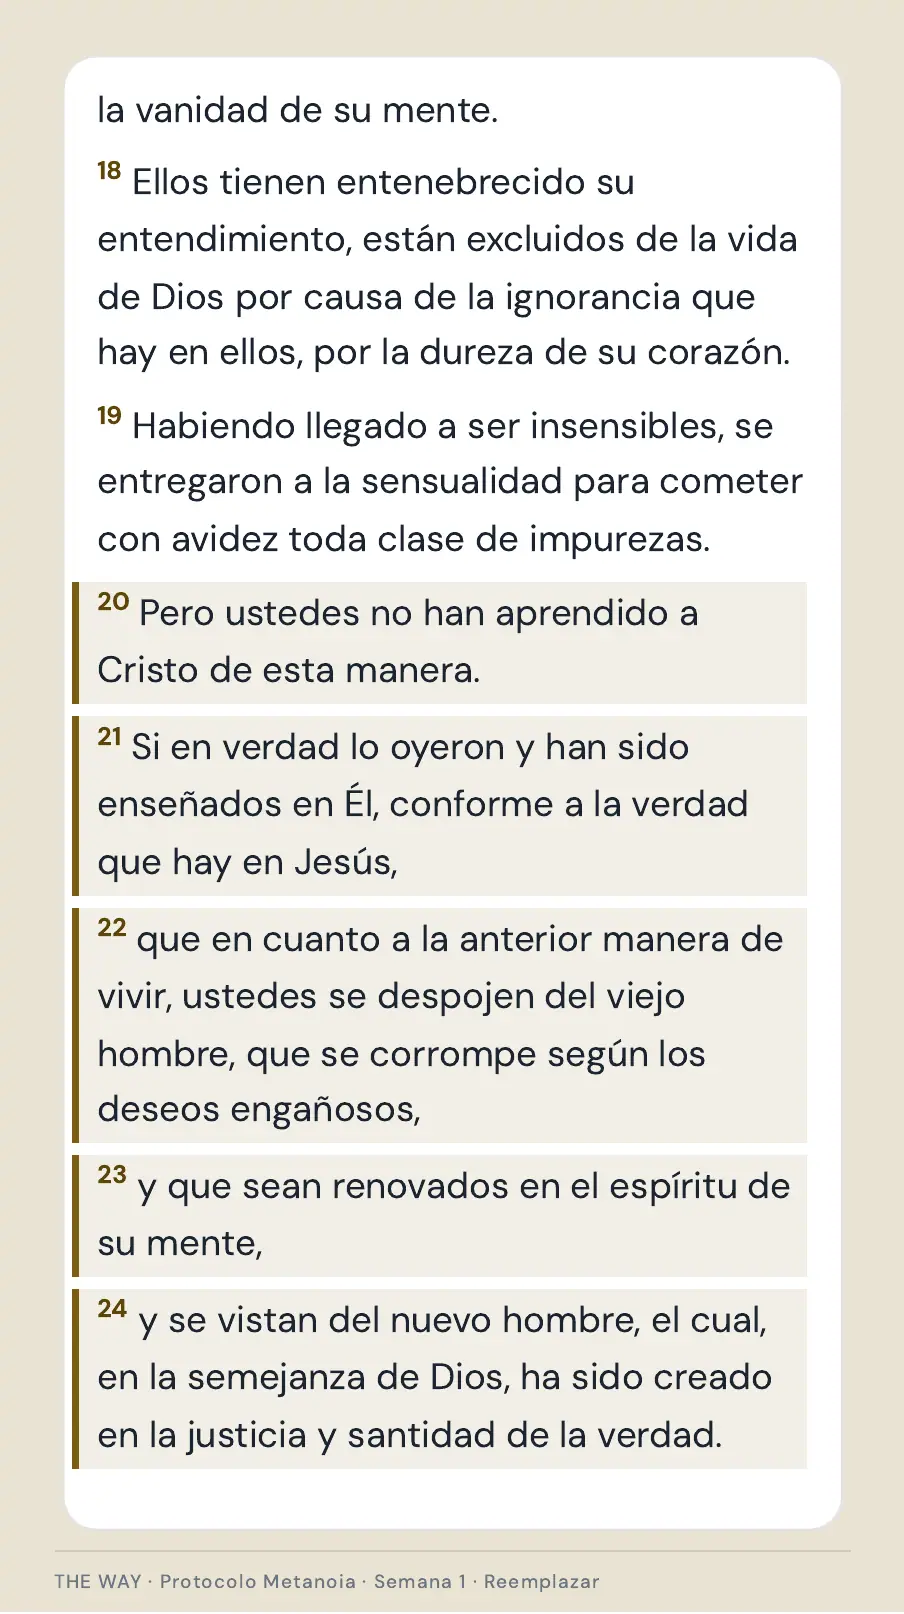 la vanidad de su mente.
18 Ellos tienen entenebrecido su
entendimiento, están excluidos de la vida
de Dios por causa de la ignorancia que
hay en ellos, por la dureza de su corazón.
19 Habiendo llegado a ser insensibles, se
entregaron a la sensualidad para cometer
con avidez toda clase de impurezas.
20 Pero ustedes no han aprendido a
Cristo de esta manera.
21 Si en verdad lo oyeron y han sido
enseñados en Él, conforme a la verdad
que hay en Jesús,
22 que en cuanto a la anterior manera de
vivir, ustedes se despojen del viejo
hombre, que se corrompe según los
deseos engañosos,
23 y que sean renovados en el espíritu de
su mente,
24 y se vistan del nuevo hombre, el cual,
en la semejanza de Dios, ha sido creado
en la justicia y santidad de la verdad.
THE WAY · Protocolo Metanoia · Semana 1 · Reemplazar